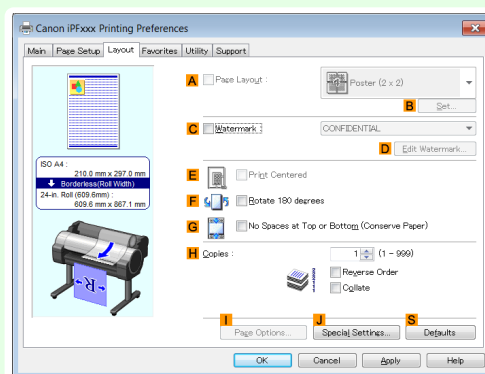 Canon iPFxxx Printing Preferences
Main Page Setup Layout Favorites Utility Support
A Page Layout : Poster (2 x 2)
B Set...
C Watermark : CONFIDENTIAL
D Edit Watermark...
ISO A4 :
210.0 mm x 297.0 mm
Borderless(Roll Width)
24-in. Roll (609.6mm) :
609.6 mm x 867.1 mm
R
E Print Centered
F Rotate 180 degrees
G No Spaces at Top or Bottom (Conserve Paper)
H Copies : 1 (1 - 999)
Reverse Order
Collate
I J S
Page Options... Special Settings... Defaults
OK Cancel Apply Help